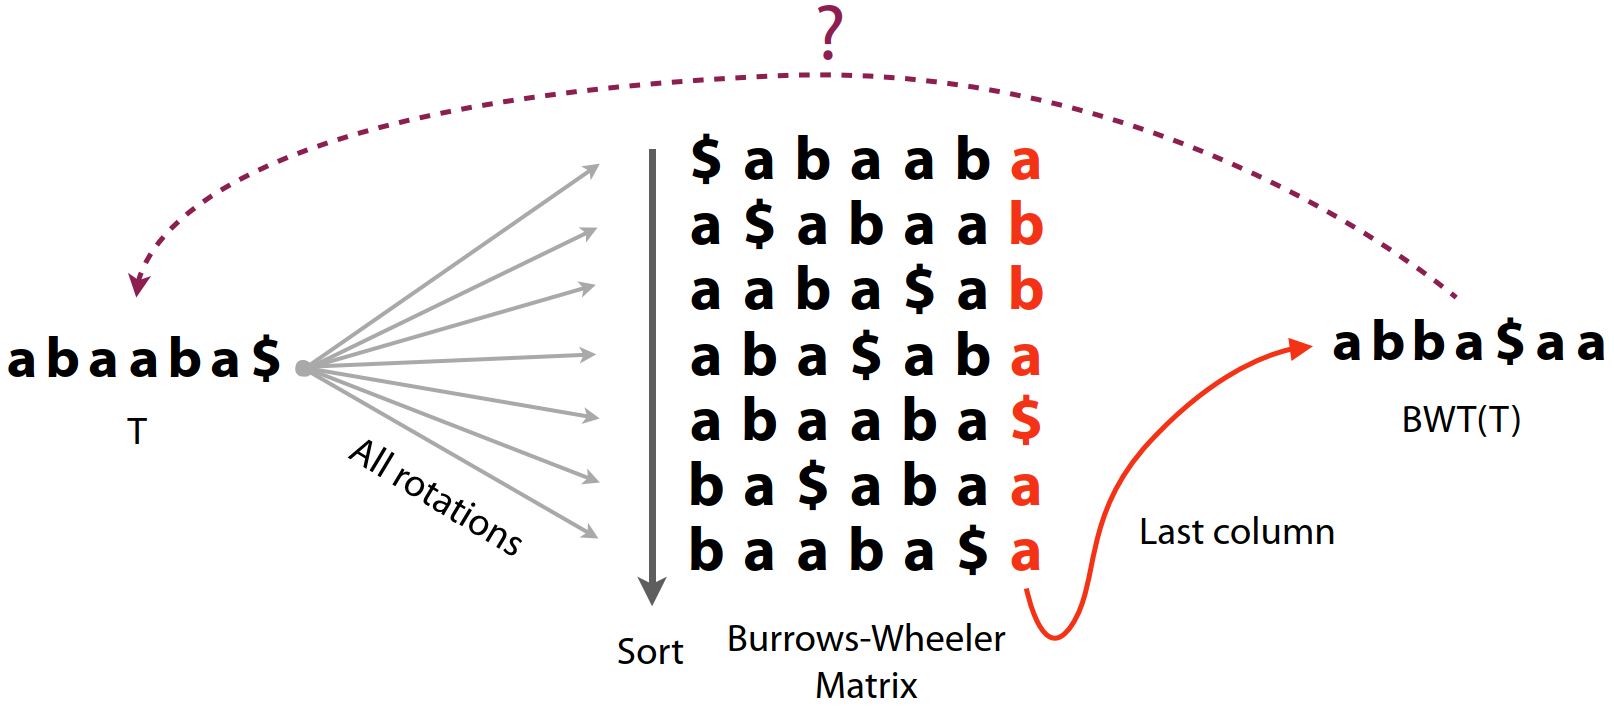 ?
$ a b a a b a
a $ a b a a b
a a b a $ a b
a b a $ a b a
a b a a b a $
b a $ a b a a
b a a b a $ a
a b a a b a $
T
All rotations
Sort
Burrows-Wheeler
Matrix
Last column
a b b a $ a a
BWT(T)